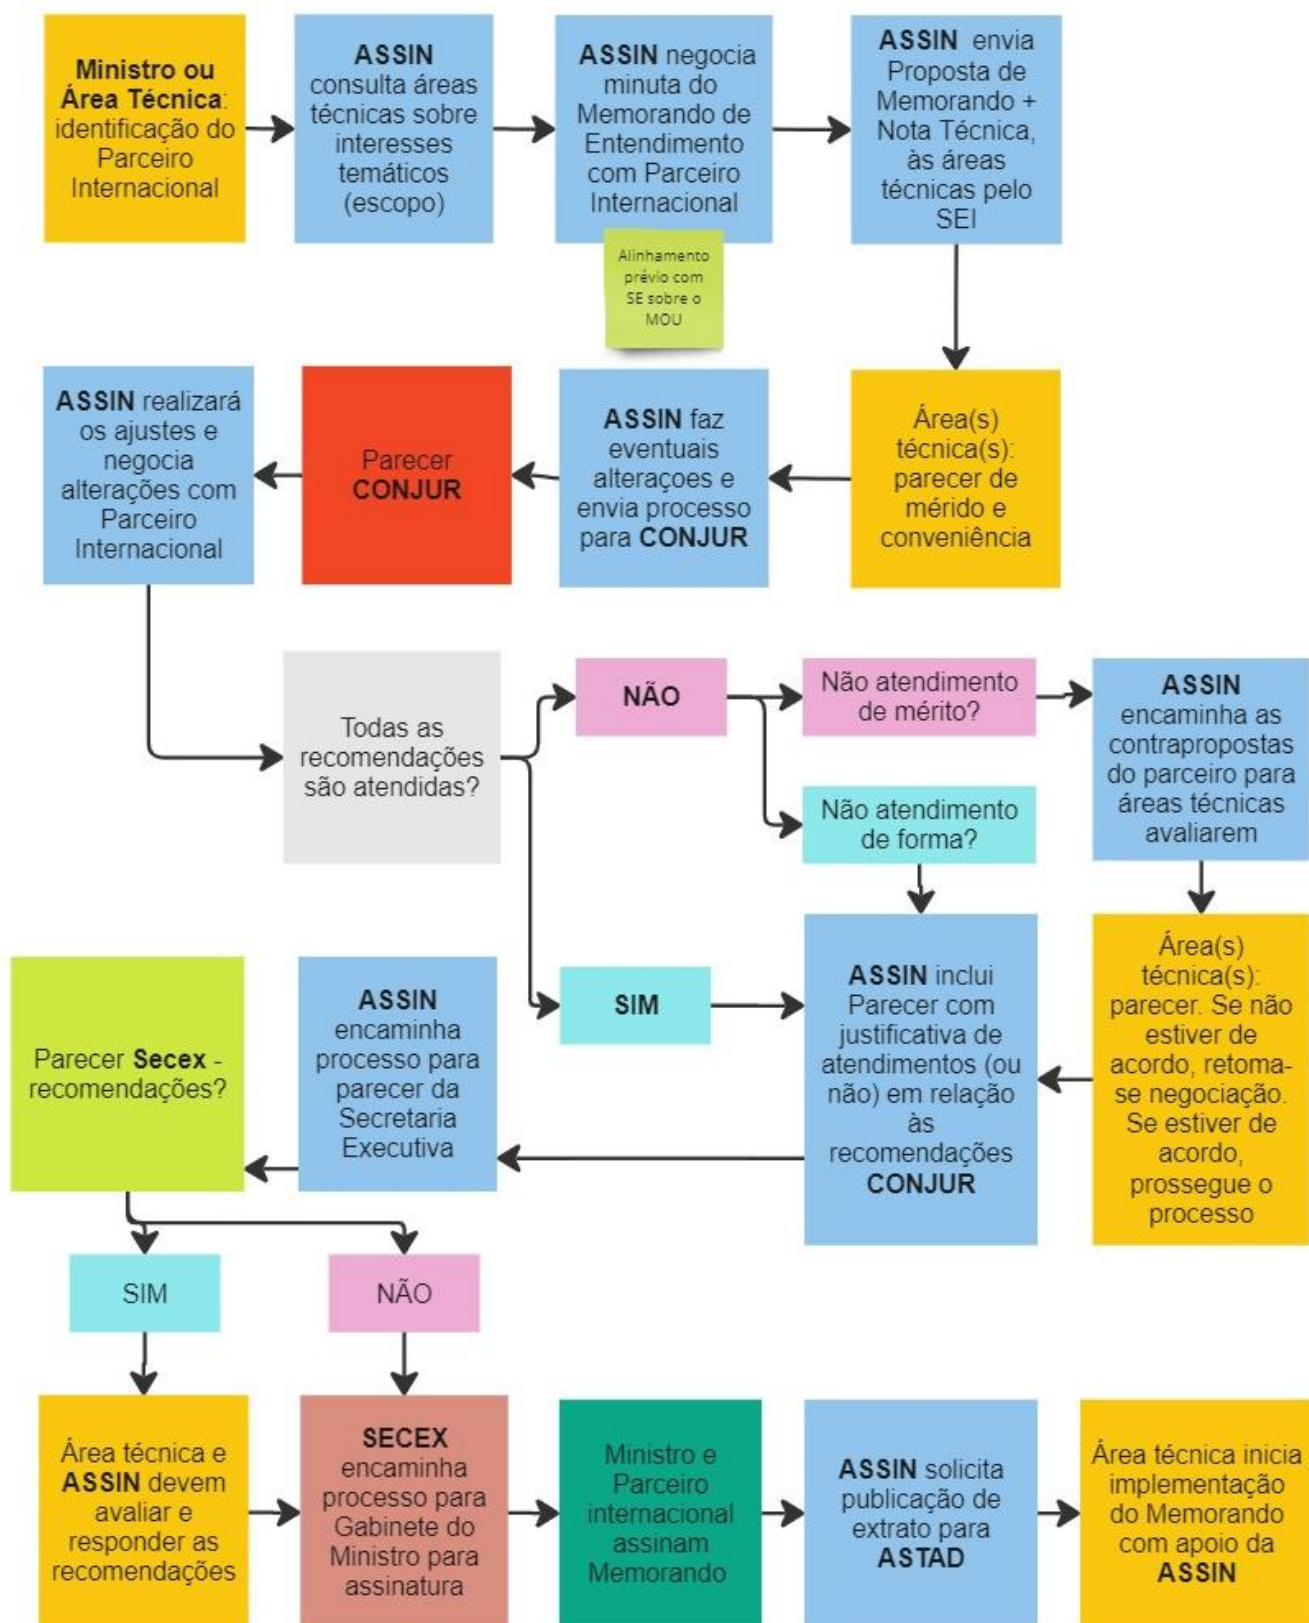 Ministro ou
Área Técnica:
identificação do
Parceiro
Internacional
ASSIN
consulta áreas
técnicas sobre
interesses
temáticos
(escopo)
ASSIN negocia
minuta do
Memorando de
Entendimento
com Parceiro
Internacional
ASSIN envia
Proposta de
Memorando +
Nota Técnica,
às áreas
técnicas pelo
SEI
Alinhamento
prévio com
SE sobre o
MOU
Área(s)
técnica(s):
parecer de
mérido e
conveniência
ASSIN faz
eventuais
alteraçoes e
envia processo
para CONJUR
Parecer
CONJUR
ASSIN realizará
os ajustes e
negocia
alterações com
Parceiro
Internacional
Todas as
recomendações
são atendidas?
NÃO
Não atendimento
de mérito?
ASSIN
encaminha as
contrapropostas
do parceiro para
áreas técnicas
avaliarem
Não atendimento
de forma?
Área(s)
técnica(s):
parecer. Se não
estiver de
acordo, retoma-
se negociação.
Se estiver de
acordo,
prossegue o
processo
SIM
ASSIN inclui
Parecer com
justificativa de
atendimentos (ou
não) em relação
às
recomendações
CONJUR
ASSIN
encaminha
processo para
parecer da
Secretaria
Executiva
Parecer Secex -
recomendações?
SIM
NÃO
Área técnica e
ASSIN devem
avaliar e
responder as
recomendações
SECEX
encaminha
processo para
Gabinete do
Ministro para
assinatura
Ministro e
Parceiro
internacional
assinam
Memorando
ASSIN solicita
publicação de
extrato para
ASTAD
Área técnica inicia
implementação
do Memorando
com apoio da
ASSIN